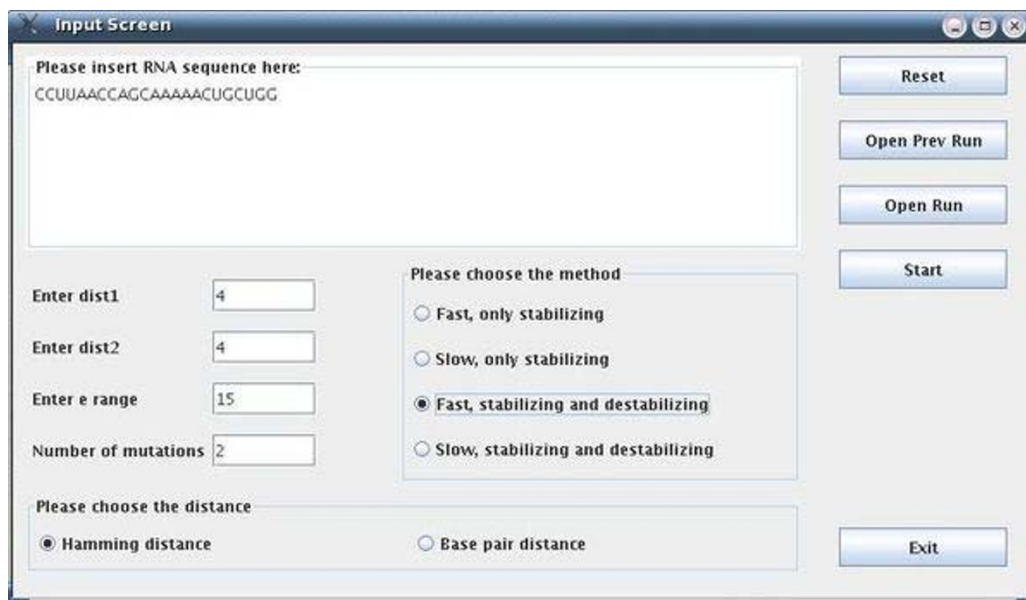 Input Screen
Please insert RNA sequence here:
CCUUAACCAGCAAAAACUGCUGG
Reset
Open Prev Run
Open Run
Start
Enter dist1 4
Enter dist2 4
Enter e range 15
Number of mutations 2
Please choose the method
Fast, only stabilizing
Slow, only stabilizing
Fast, stabilizing and destabilizing
Slow, stabilizing and destabilizing
Please choose the distance
Hamming distance
Base pair distance
Exit